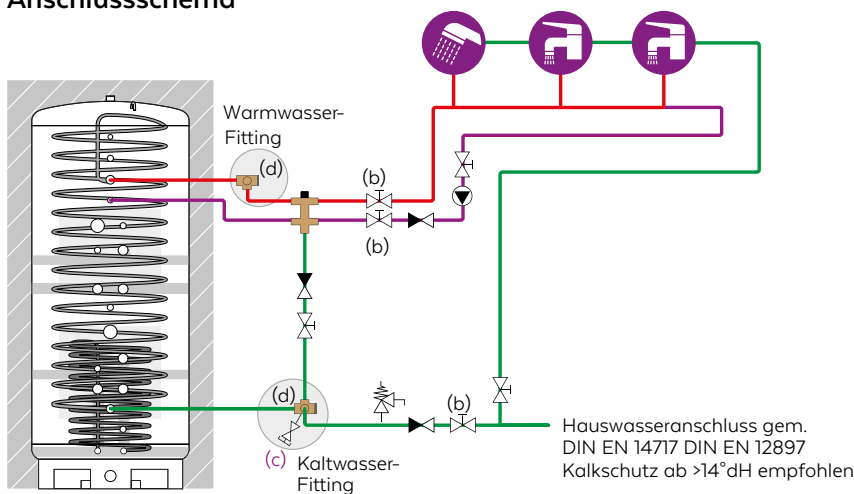 Anschlussschema
Warmwasser-
Fitting
(d)
(b)
(b)
(d)
(b)
(c) Kaltwasser-
Fitting
Hauswasseranschluss gem.
DIN EN 14717 DIN EN 12897
Kalkschutz ab >14°dH empfohlen